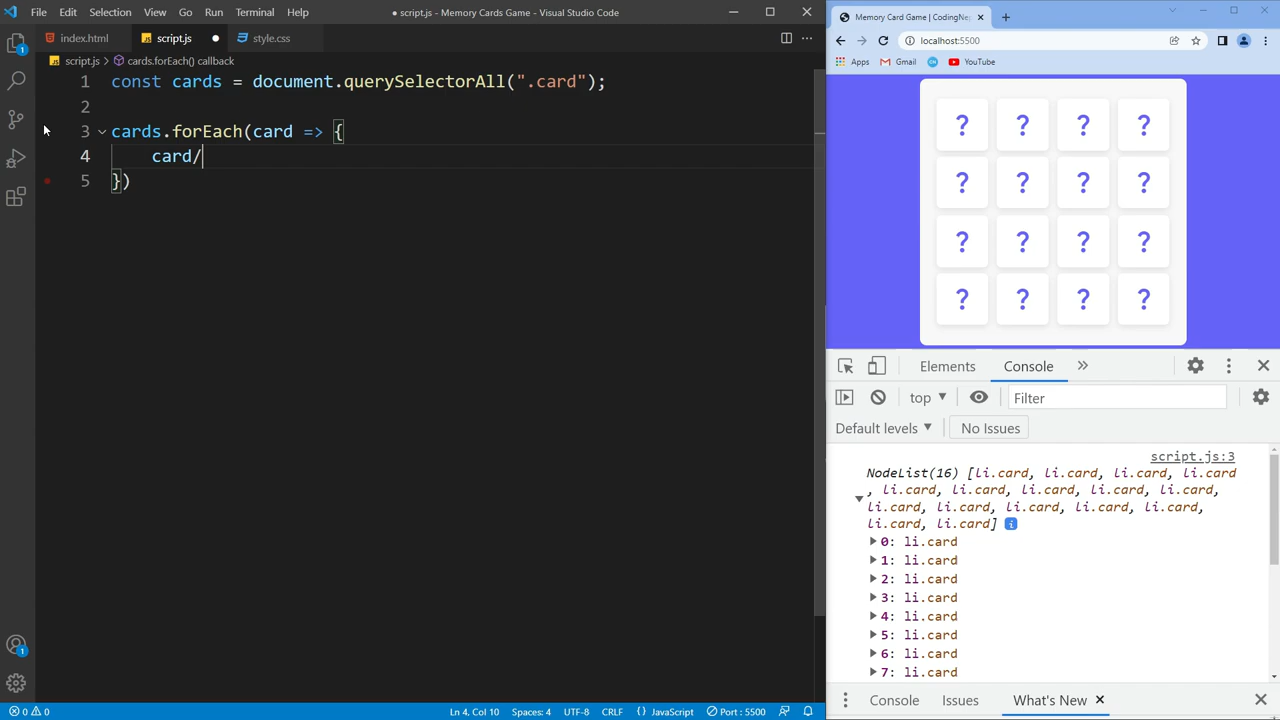 File Edit Selection View Go Run Terminal Help
● script.js - Memory Cards Game - Visual Studio Code
index.html
JS script.js ●
style.css
JS script.js > cards.forEach() callback
1 const cards = document.querySelectorAll(".card");
2
3 cards.forEach(card => {
4 card/
5 })
1
1
0 0
Ln 4, Col 10 Spaces: 4 UTF-8 CRLF JavaScript Port : 5500
Memory Card Game | CodingNep
localhost:5500
Apps Gmail YouTube
? ? ? ?
? ? ? ?
? ? ? ?
? ? ? ?
Elements Console
top Filter
Default levels No Issues
script.js:3
NodeList(16) [li.card, li.card, li.card, li.card
, li.card, li.card, li.card, li.card, li.card,
li.card, li.card, li.card, li.card, li.card,
li.card, li.card] i
0: li.card
1: li.card
2: li.card
3: li.card
4: li.card
5: li.card
6: li.card
7: li.card
Console Issues What's New